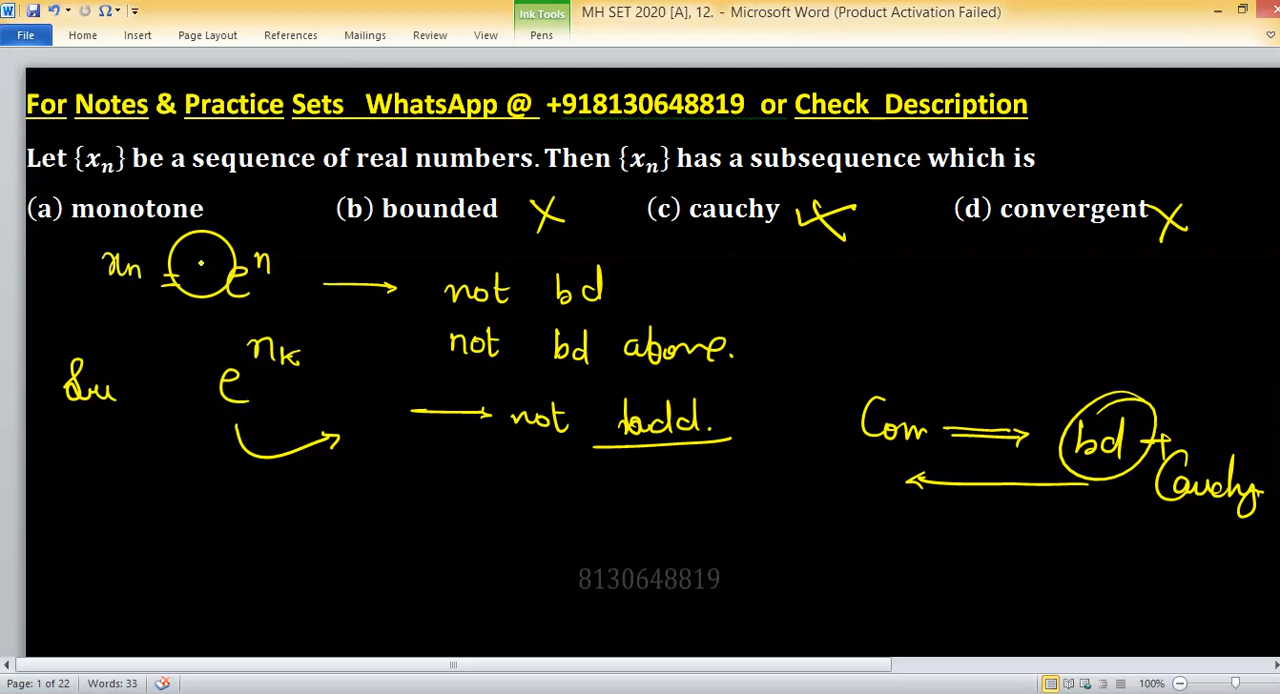 Ink Tools
MH SET 2020 [A], 12. - Microsoft Word (Product Activation Failed)
File Home Insert Page Layout References Mailings Review View Pens
For Notes & Practice Sets WhatsApp @ +918130648819 or Check Description
Let {xₙ} be a sequence of real numbers. Then {xₙ} has a subsequence which is
(a) monotone (b) bounded (c) cauchy (d) convergent
xₙ = eⁿ → not bd
not bd above.
e^{n_k}
→ not bdd.
⟹ bd + Cauchy
8130648819
Page: 1 of 22 Words: 33 100%